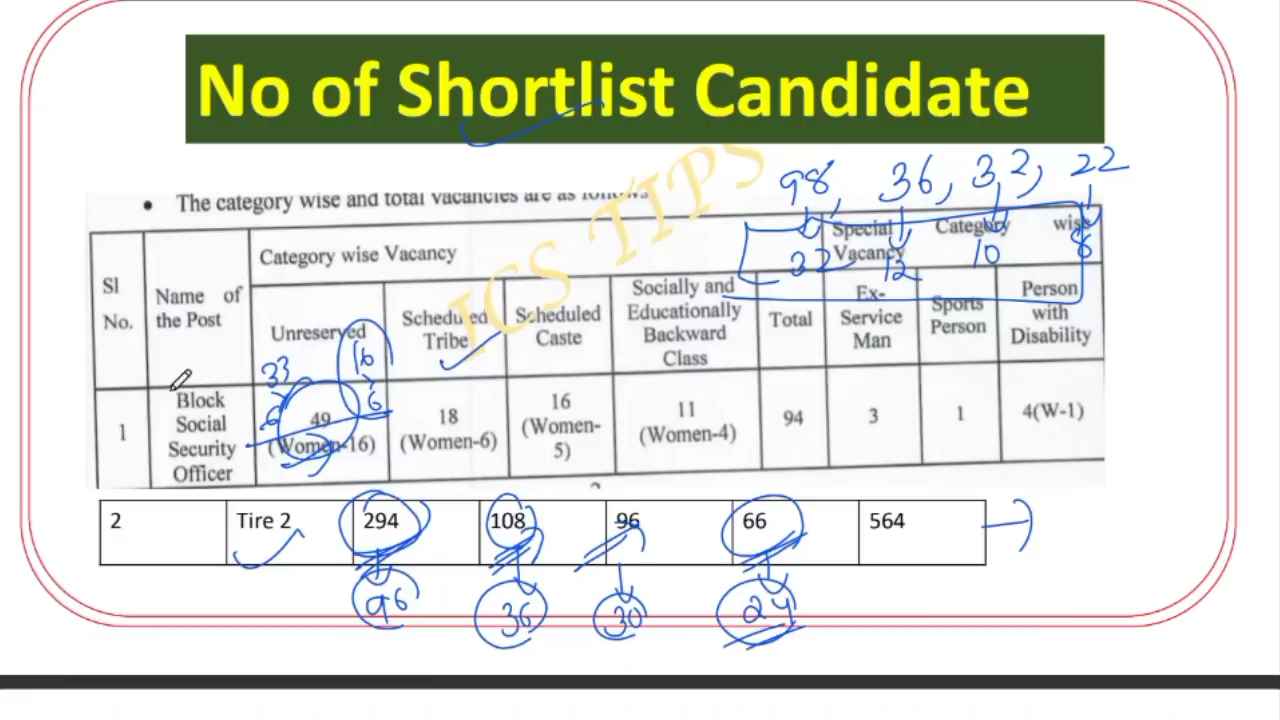 No of Shortlist Candidate
98, 36, 32, 22
32 12 10 8
ICS TIPS
• The category wise and total vacancies are as follows
Sl No.
Name of the Post
Category wise Vacancy
Special Category wise Vacancy
Unreserved
Scheduled Tribe
Scheduled Caste
Socially and Educationally Backward Class
Total
Ex-Service Man
Sports Person
Person with Disability
33
16
6
6
1
Block Social Security Officer
49 (Women-16)
18 (Women-6)
16 (Women-5)
11 (Women-4)
94
3
1
4(W-1)
2 Tire 2 294 108 96 66 564
96 36 30 24